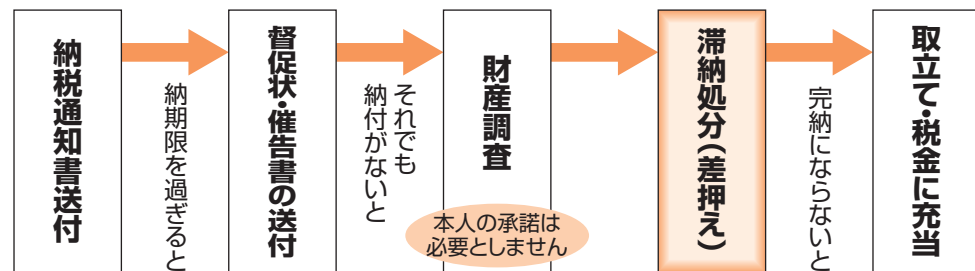 納税通知書送付
納期限を過ぎると
督促状・催告書の送付
それでも
納付がないと
財産調査
本人の承諾は
必要としません
滞納処分（差押え）
完納にならないと
取立て・税金に充当